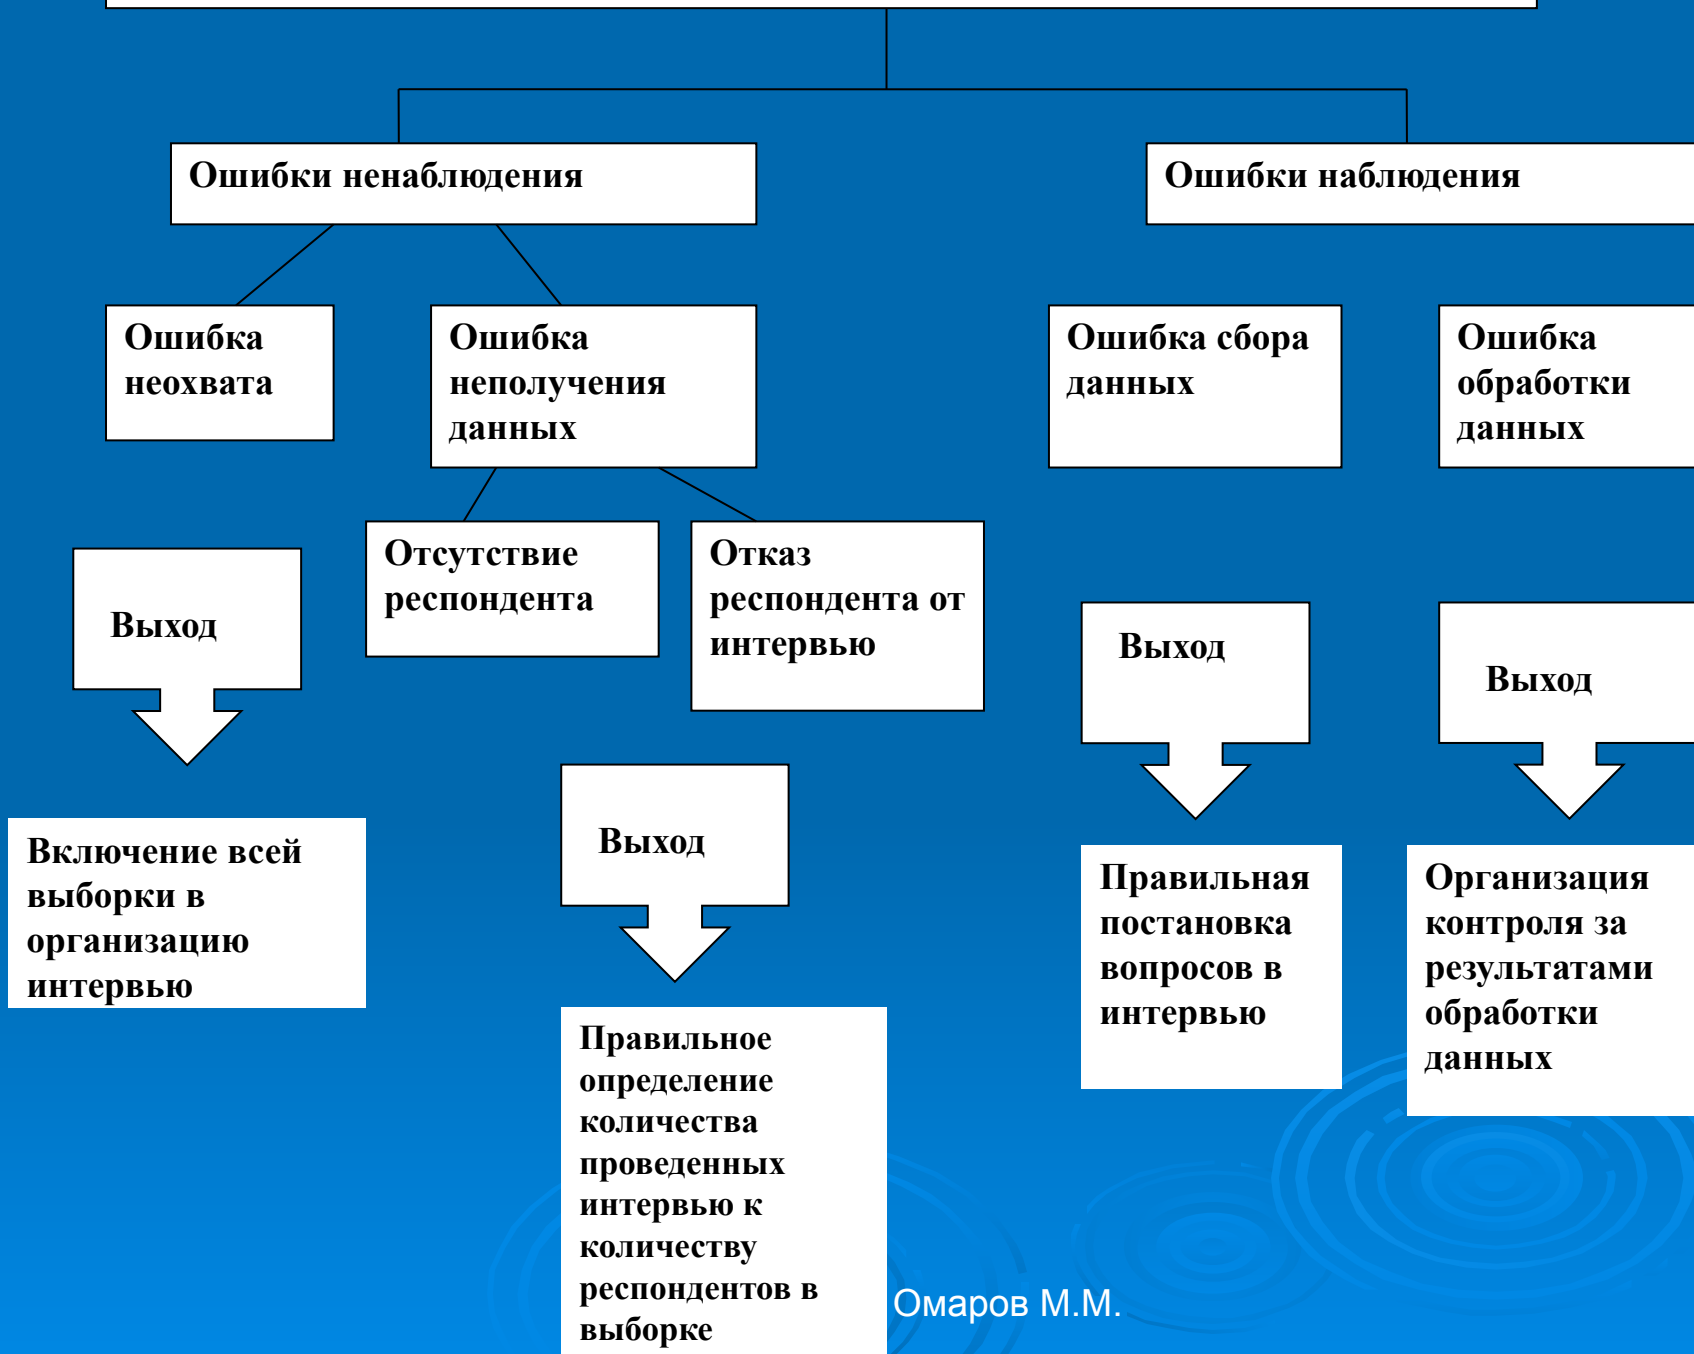 Ошибки ненаблюдения
Ошибки наблюдения
Ошибка
неохвата
Ошибка
неполучения
данных
Ошибка сбора
данных
Ошибка
обработки
данных
Отсутствие
респондента
Отказ
респондента от
интервью
Выход
Выход
Выход
Выход
Включение всей
выборки в
организацию
интервью
Правильное
определение
количества
проведенных
интервью к
количеству
респондентов в
выборке
Правильная
постановка
вопросов в
интервью
Организация
контроля за
результатами
обработки
данных
Омаров М.М.